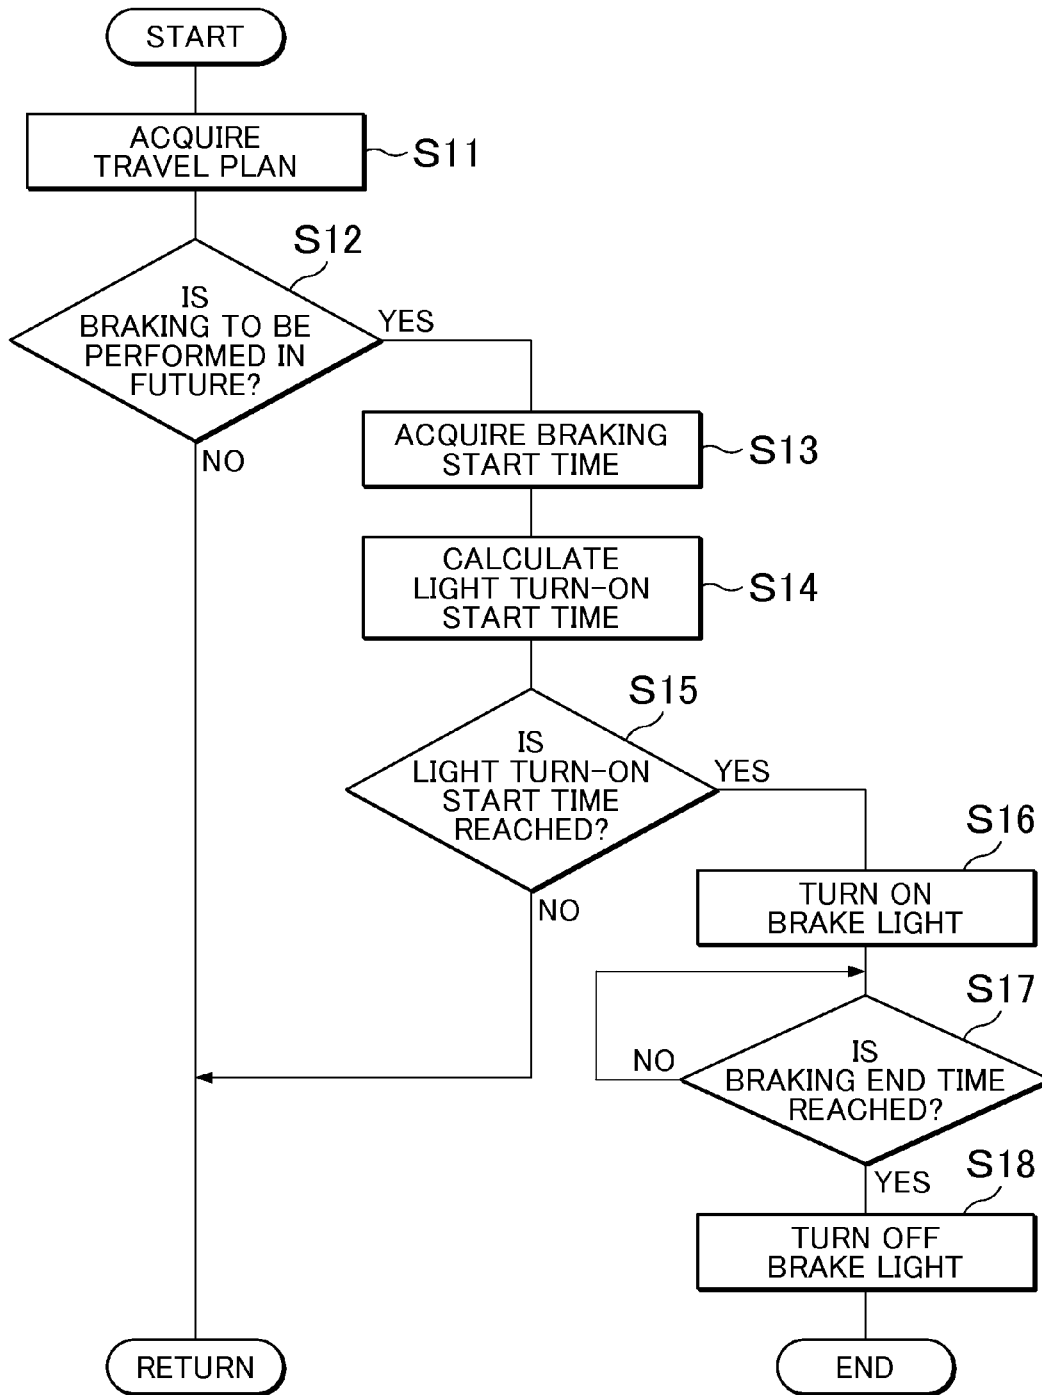 START
ACQUIRE
TRAVEL PLAN
S11
S12
IS
BRAKING TO BE
PERFORMED IN
FUTURE?
YES
NO
ACQUIRE BRAKING
START TIME
S13
CALCULATE
LIGHT TURN-ON
START TIME
S14
S15
IS
LIGHT TURN-ON
START TIME
REACHED?
YES
NO
S16
TURN ON
BRAKE LIGHT
S17
IS
BRAKING END TIME
REACHED?
NO
YES
S18
TURN OFF
BRAKE LIGHT
RETURN
END